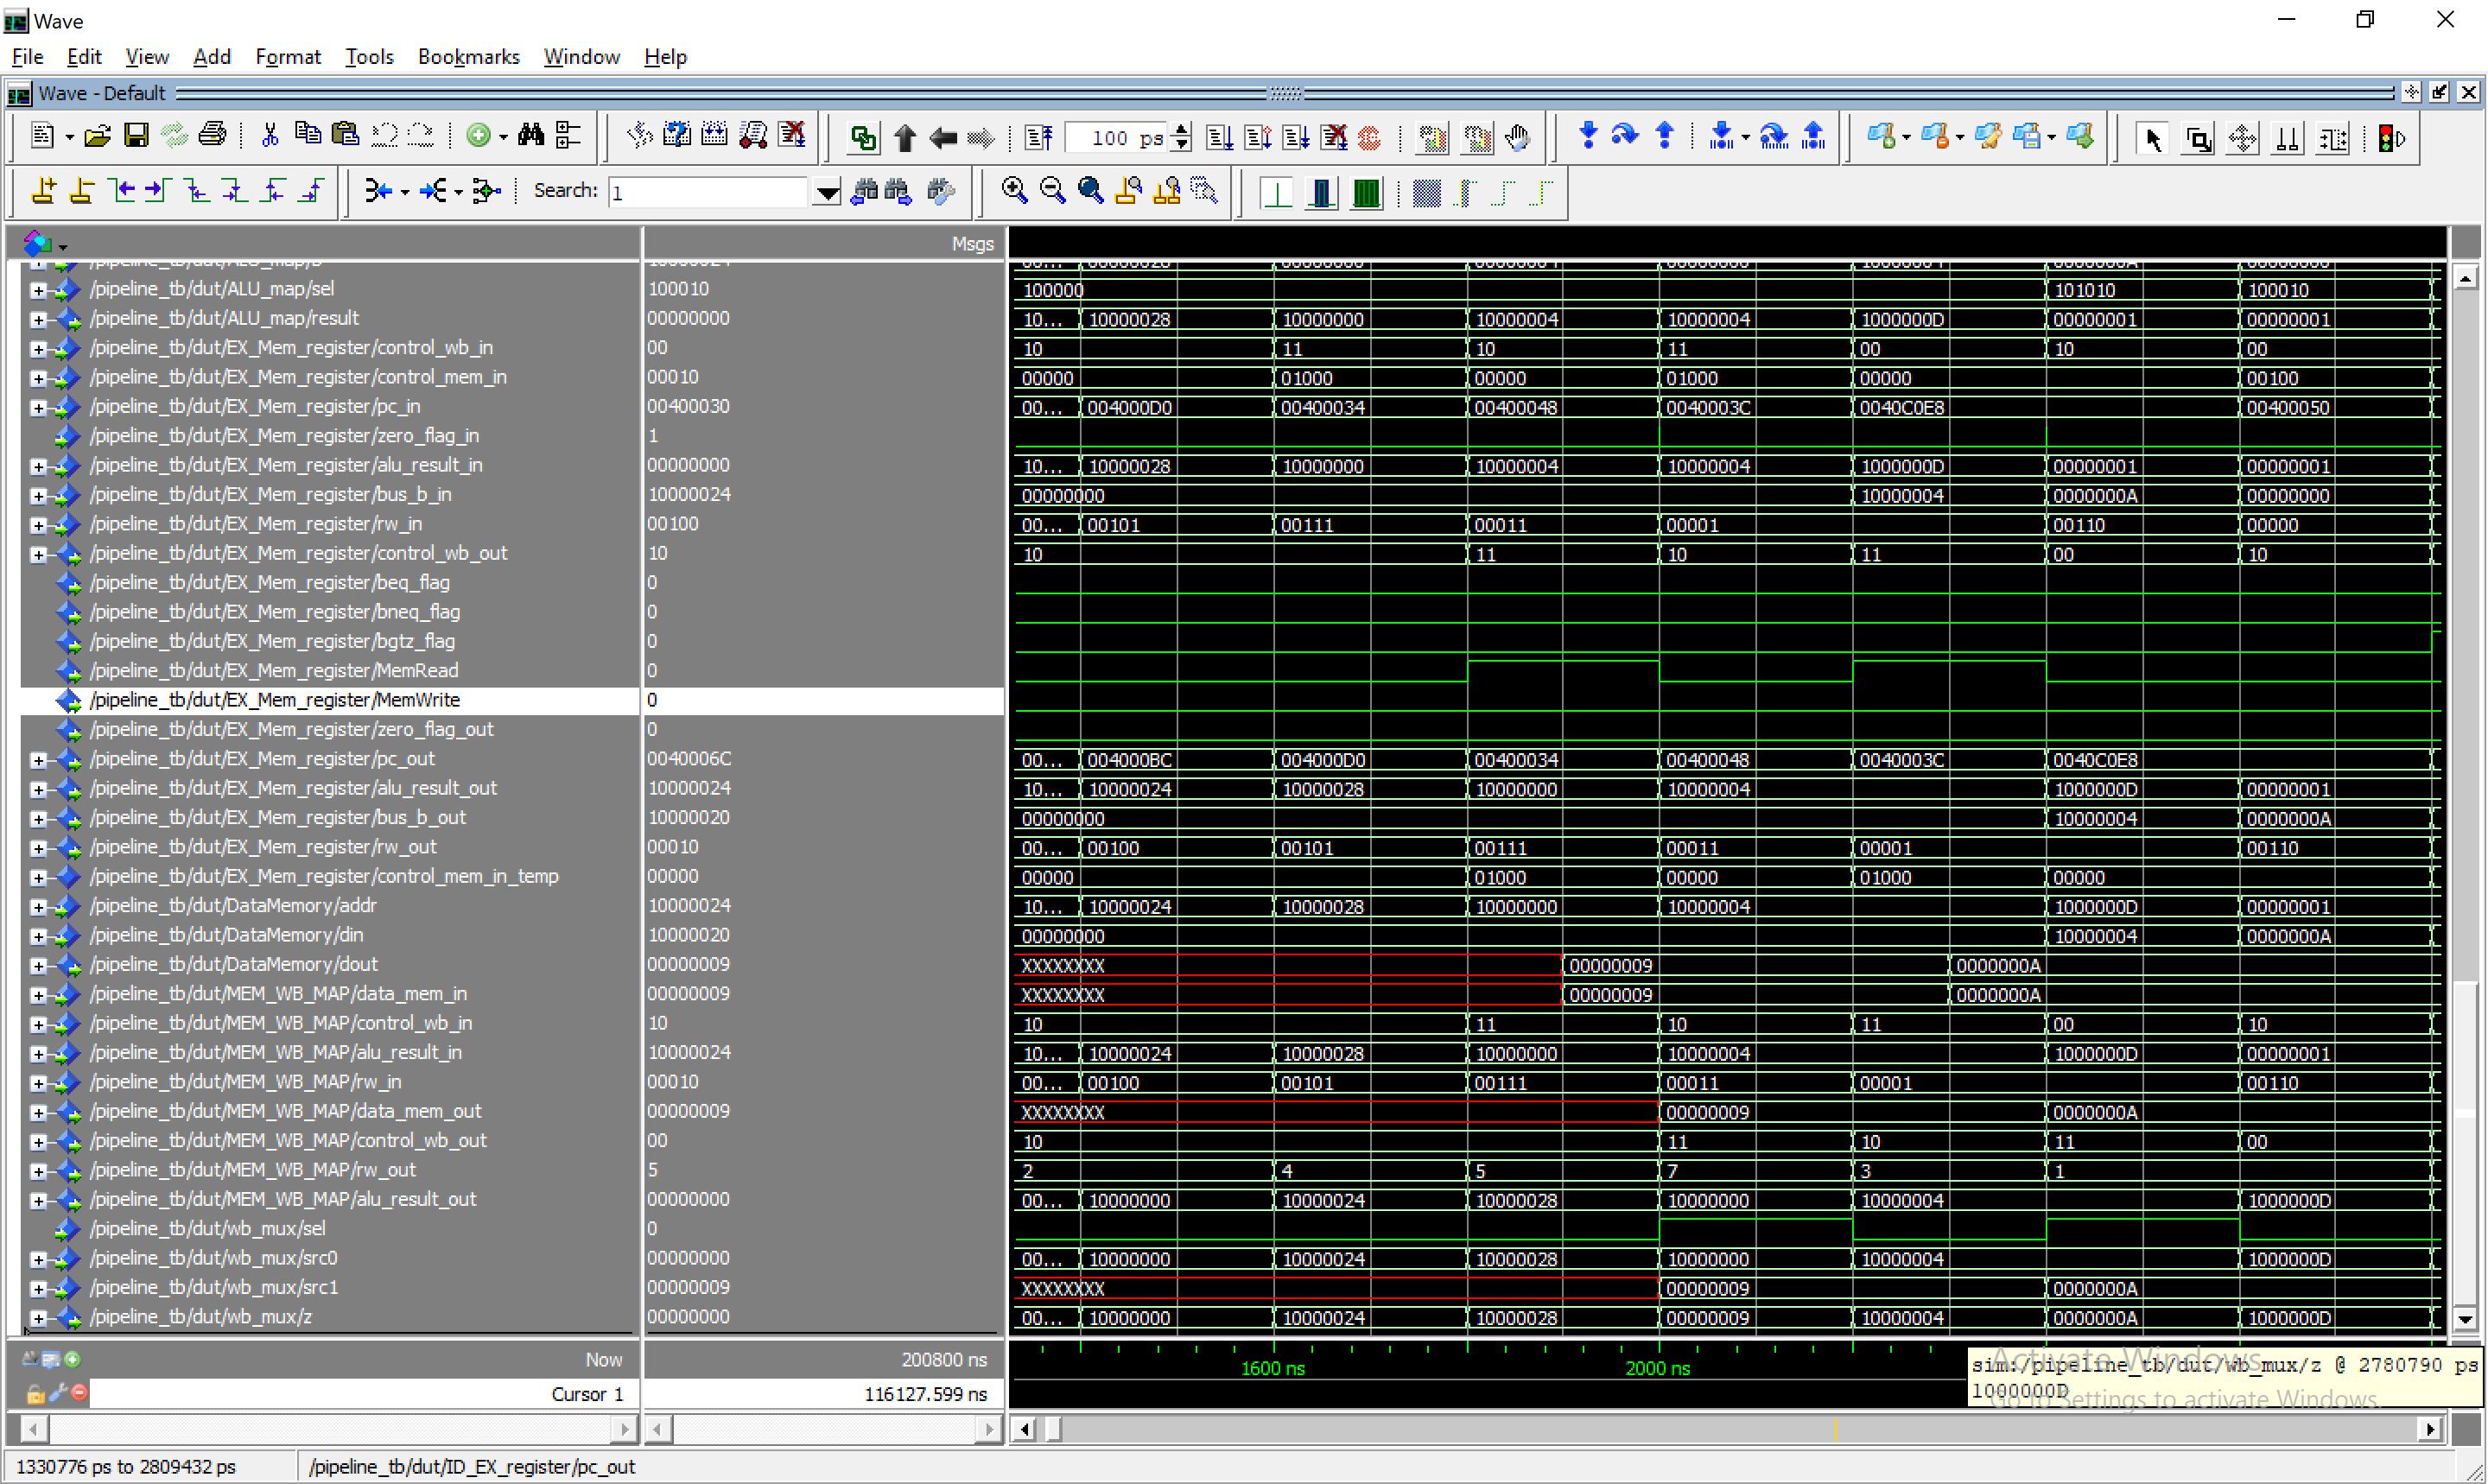 Wave
File Edit View Add Format Tools Bookmarks Window Help
Wave - Default
100 ps
Search: 1
Msgs
/pipeline_tb/dut/ALU_map/sel 100010 100000 101010 100010
/pipeline_tb/dut/ALU_map/result 00000000 10... 10000028 10000000 10000004 10000004 1000000D 00000001 00000001
/pipeline_tb/dut/EX_Mem_register/control_wb_in 00 10 11 10 11 00 10 00
/pipeline_tb/dut/EX_Mem_register/control_mem_in 00010 00000 01000 00000 01000 00000 00100
/pipeline_tb/dut/EX_Mem_register/pc_in 00400030 00... 004000D0 00400034 00400048 0040003C 0040C0E8 00400050
/pipeline_tb/dut/EX_Mem_register/zero_flag_in 1
/pipeline_tb/dut/EX_Mem_register/alu_result_in 00000000 10... 10000028 10000000 10000004 10000004 1000000D 00000001 00000001
/pipeline_tb/dut/EX_Mem_register/bus_b_in 10000024 00000000 10000004 0000000A 00000000
/pipeline_tb/dut/EX_Mem_register/rw_in 00100 00... 00101 00111 00011 00001 00110 00000
/pipeline_tb/dut/EX_Mem_register/control_wb_out 10 10 11 10 11 00 10
/pipeline_tb/dut/EX_Mem_register/beq_flag 0
/pipeline_tb/dut/EX_Mem_register/bneq_flag 0
/pipeline_tb/dut/EX_Mem_register/bgtz_flag 0
/pipeline_tb/dut/EX_Mem_register/MemRead 0
/pipeline_tb/dut/EX_Mem_register/MemWrite 0
/pipeline_tb/dut/EX_Mem_register/zero_flag_out 0
/pipeline_tb/dut/EX_Mem_register/pc_out 0040006C 00... 004000BC 004000D0 00400034 00400048 0040003C 0040C0E8
/pipeline_tb/dut/EX_Mem_register/alu_result_out 10000024 10... 10000024 10000028 10000000 10000004 1000000D 00000001
/pipeline_tb/dut/EX_Mem_register/bus_b_out 10000020 00000000 10000004 0000000A
/pipeline_tb/dut/EX_Mem_register/rw_out 00010 00... 00100 00101 00111 00011 00001 00110
/pipeline_tb/dut/EX_Mem_register/control_mem_in_temp 00000 00000 01000 00000 01000 00000
/pipeline_tb/dut/DataMemory/addr 10000024 10... 10000024 10000028 10000000 10000004 1000000D 00000001
/pipeline_tb/dut/DataMemory/din 10000020 00000000 10000004 0000000A
/pipeline_tb/dut/DataMemory/dout 00000009 XXXXXXXX 00000009 0000000A
/pipeline_tb/dut/MEM_WB_MAP/data_mem_in 00000009 XXXXXXXX 00000009 0000000A
/pipeline_tb/dut/MEM_WB_MAP/control_wb_in 10 10 11 10 11 00 10
/pipeline_tb/dut/MEM_WB_MAP/alu_result_in 10000024 10... 10000024 10000028 10000000 10000004 1000000D 00000001
/pipeline_tb/dut/MEM_WB_MAP/rw_in 00010 00... 00100 00101 00111 00011 00001 00110
/pipeline_tb/dut/MEM_WB_MAP/data_mem_out 00000009 XXXXXXXX 00000009 0000000A
/pipeline_tb/dut/MEM_WB_MAP/control_wb_out 00 10 11 10 11 00
/pipeline_tb/dut/MEM_WB_MAP/rw_out 5 2 4 5 7 3 1
/pipeline_tb/dut/MEM_WB_MAP/alu_result_out 00000000 00... 10000000 10000024 10000028 10000000 10000004 1000000D
/pipeline_tb/dut/wb_mux/sel 0
/pipeline_tb/dut/wb_mux/src0 00000000 00... 10000000 10000024 10000028 10000000 10000004 1000000D
/pipeline_tb/dut/wb_mux/src1 00000009 XXXXXXXX 00000009 0000000A
/pipeline_tb/dut/wb_mux/z 00000000 00... 10000000 10000024 10000028 00000009 10000004 0000000A 1000000D
Now 200800 ns 1600 ns 2000 ns
Activate Windows
sim:/pipeline_tb/dut/wb_mux/z @ 2780790 ps
Cursor 1 116127.599 ns
1000000D
Go to Settings to activate Windows.
1330776 ps to 2809432 ps /pipeline_tb/dut/ID_EX_register/pc_out